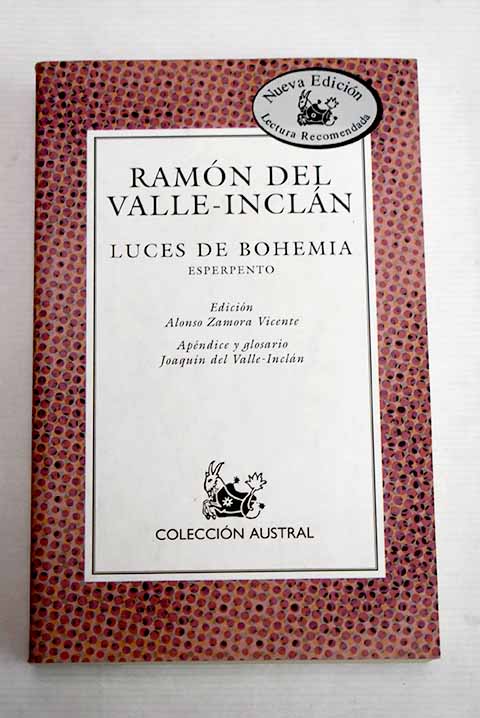 Nueva Edición
Lectura Recomendada
RAMÓN DEL
VALLE-INCLÁN
LUCES DE BOHEMIA
ESPERPENTO
Edición
Alonso Zamora Vicente
Apéndice y glosario
Joaquín del Valle-Inclán
COLECCIÓN AUSTRAL